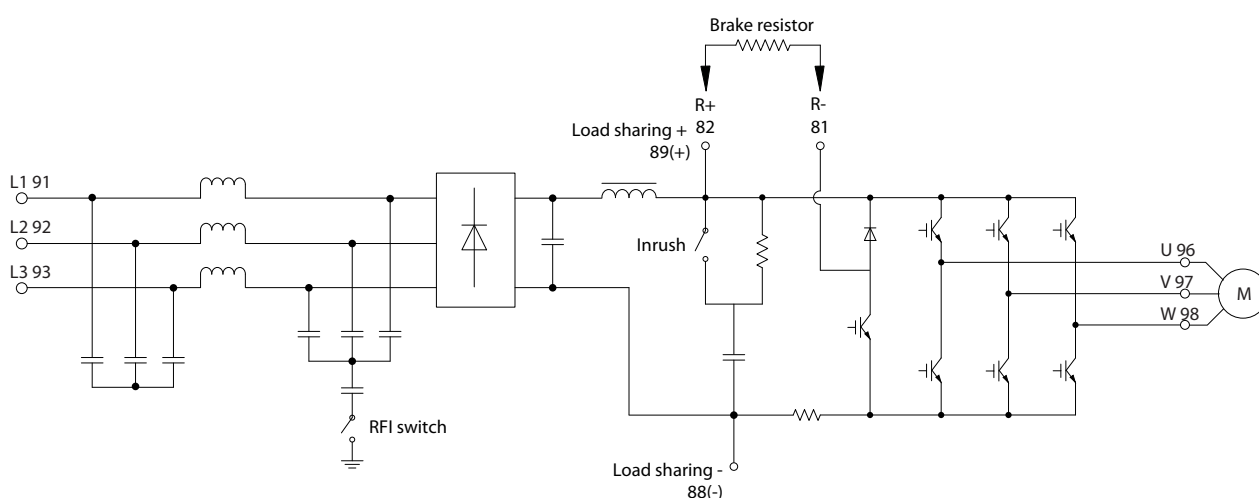 Brake resistor
R+
82
R-
81
Load sharing +
89(+)
L1 91
L2 92
L3 93
Inrush
U 96
V 97
W 98
M
RFI switch
Load sharing -
88(-)